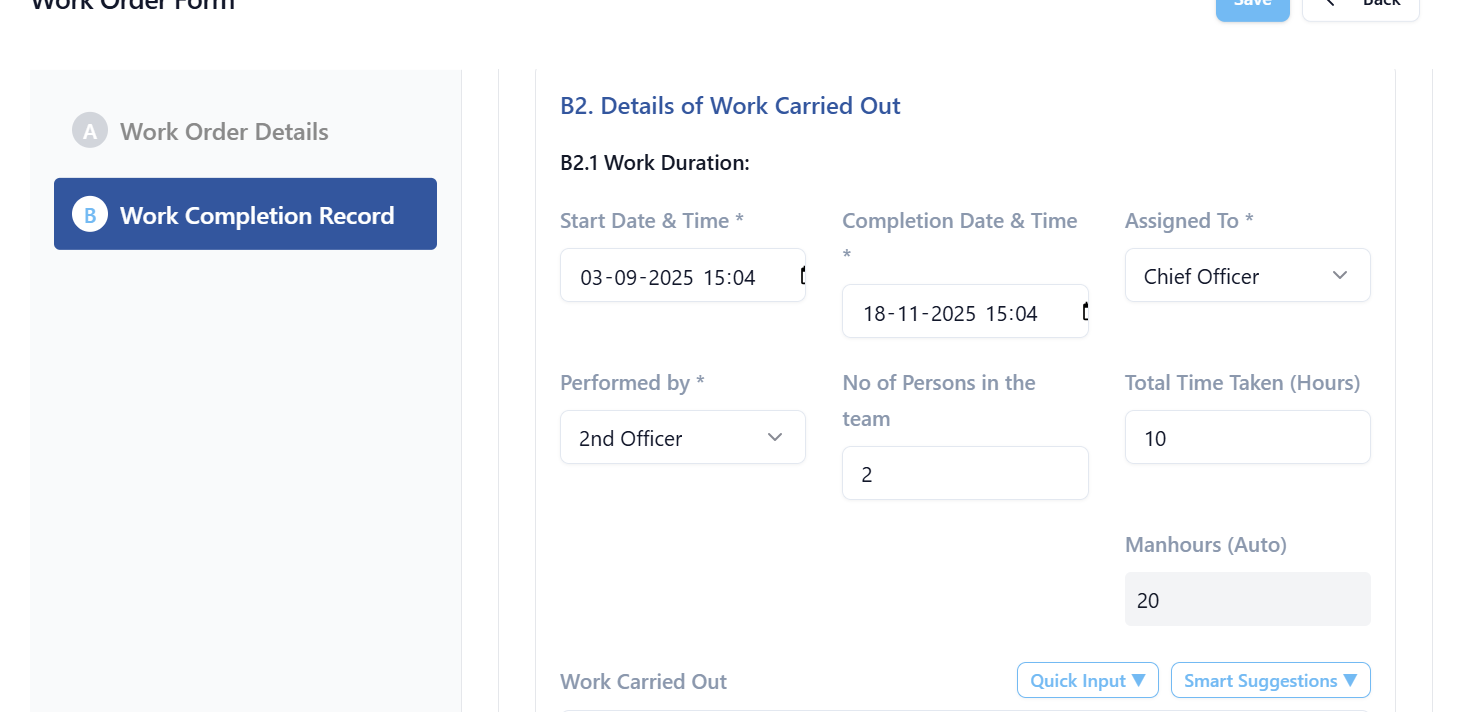 Work Order Form
Save
Back
A Work Order Details
B Work Completion Record
B2. Details of Work Carried Out
B2.1 Work Duration:
Start Date & Time *
03-09-2025 15:04
Completion Date & Time
*
18-11-2025 15:04
Assigned To *
Chief Officer
Performed by *
2nd Officer
No of Persons in the
team
2
Total Time Taken (Hours)
10
Manhours (Auto)
20
Work Carried Out
Quick Input ▼
Smart Suggestions ▼